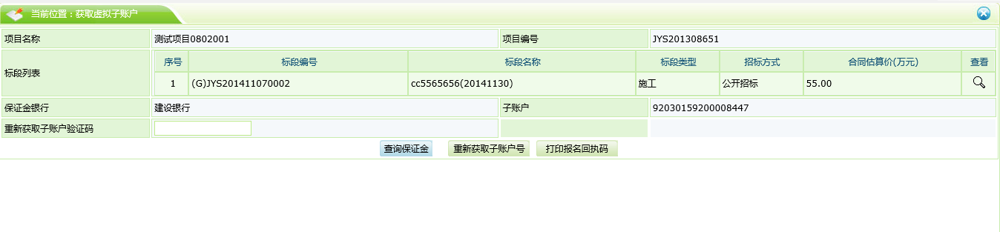 当前位置：获取虚拟子账户
项目名称 测试项目0802001 项目编号 JYS201308651
标段列表
序号 标段编号 标段名称 标段类型 招标方式 合同估算价(万元) 查看
1 (G)JYS201411070002 cc5565656(20141130) 施工 公开招标 55.00
保证金银行 建设银行 子账户 92030159200008447
重新获取子账户验证码
查询保证金 重新获取子账户号 打印报名回执码